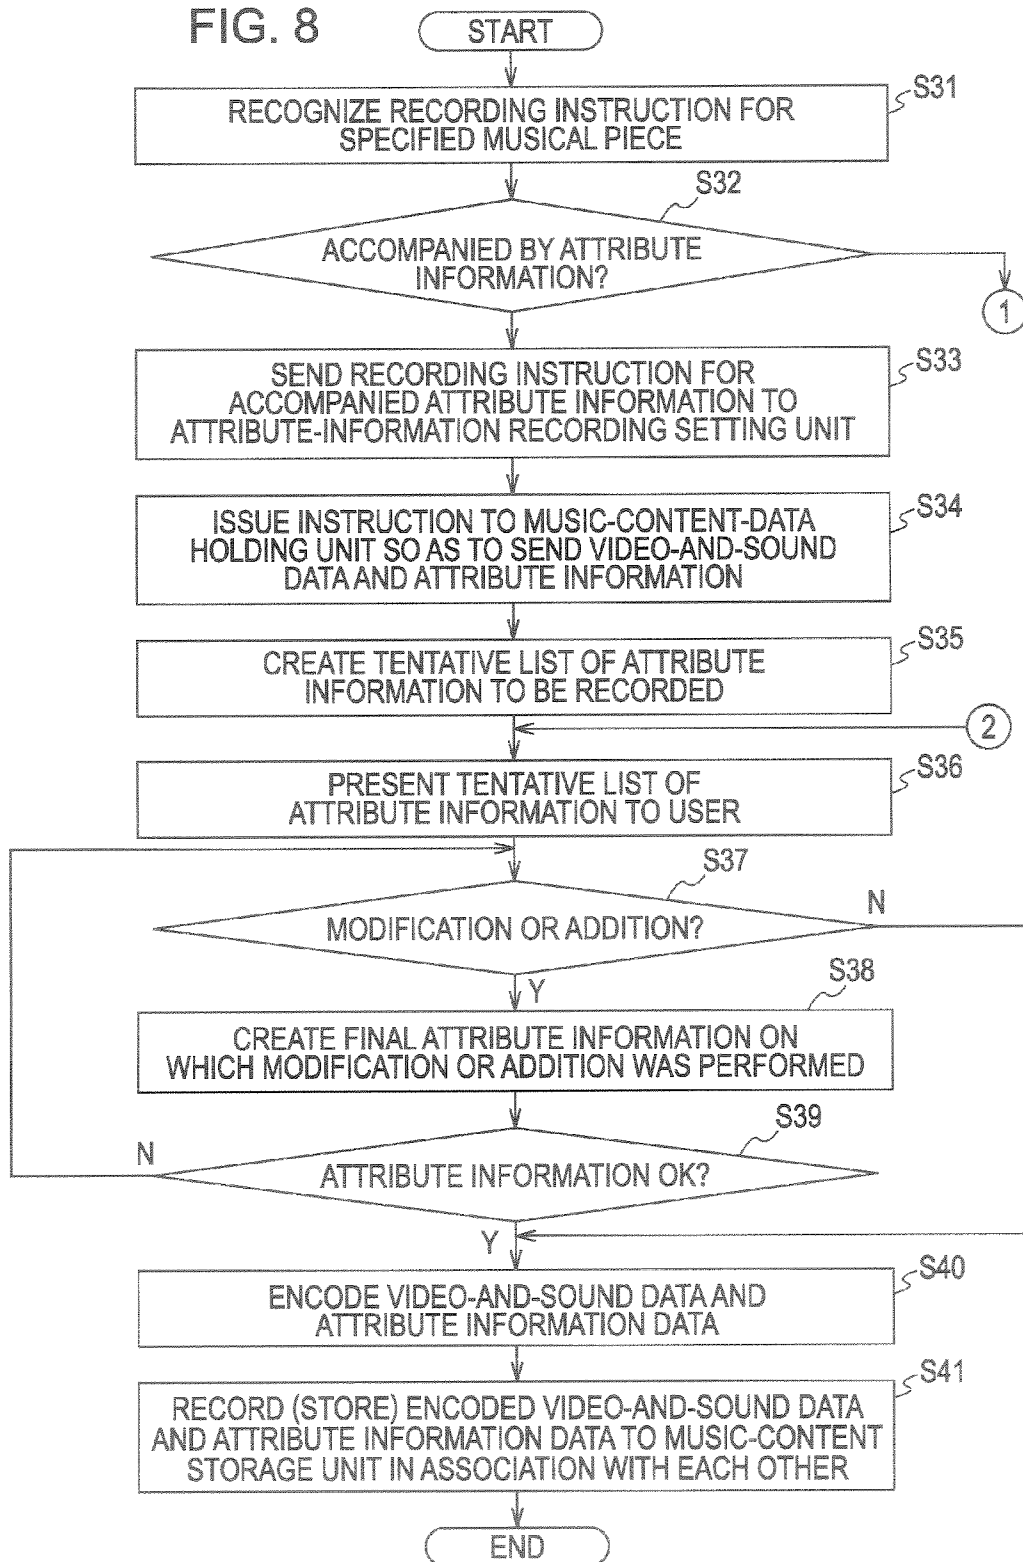 FIG. 8
START
S31
RECOGNIZE RECORDING INSTRUCTION FOR
SPECIFIED MUSICAL PIECE
S32
ACCOMPANIED BY ATTRIBUTE
INFORMATION?
1
S33
SEND RECORDING INSTRUCTION FOR
ACCOMPANIED ATTRIBUTE INFORMATION TO
ATTRIBUTE-INFORMATION RECORDING SETTING UNIT
S34
ISSUE INSTRUCTION TO MUSIC-CONTENT-DATA
HOLDING UNIT SO AS TO SEND VIDEO-AND-SOUND
DATA AND ATTRIBUTE INFORMATION
S35
CREATE TENTATIVE LIST OF ATTRIBUTE
INFORMATION TO BE RECORDED
2
S36
PRESENT TENTATIVE LIST OF
ATTRIBUTE INFORMATION TO USER
S37
MODIFICATION OR ADDITION?
N
Y
S38
CREATE FINAL ATTRIBUTE INFORMATION ON
WHICH MODIFICATION OR ADDITION WAS PERFORMED
S39
N
ATTRIBUTE INFORMATION OK?
Y
S40
ENCODE VIDEO-AND-SOUND DATA AND
ATTRIBUTE INFORMATION DATA
S41
RECORD (STORE) ENCODED VIDEO-AND-SOUND DATA
AND ATTRIBUTE INFORMATION DATA TO MUSIC-CONTENT
STORAGE UNIT IN ASSOCIATION WITH EACH OTHER
END